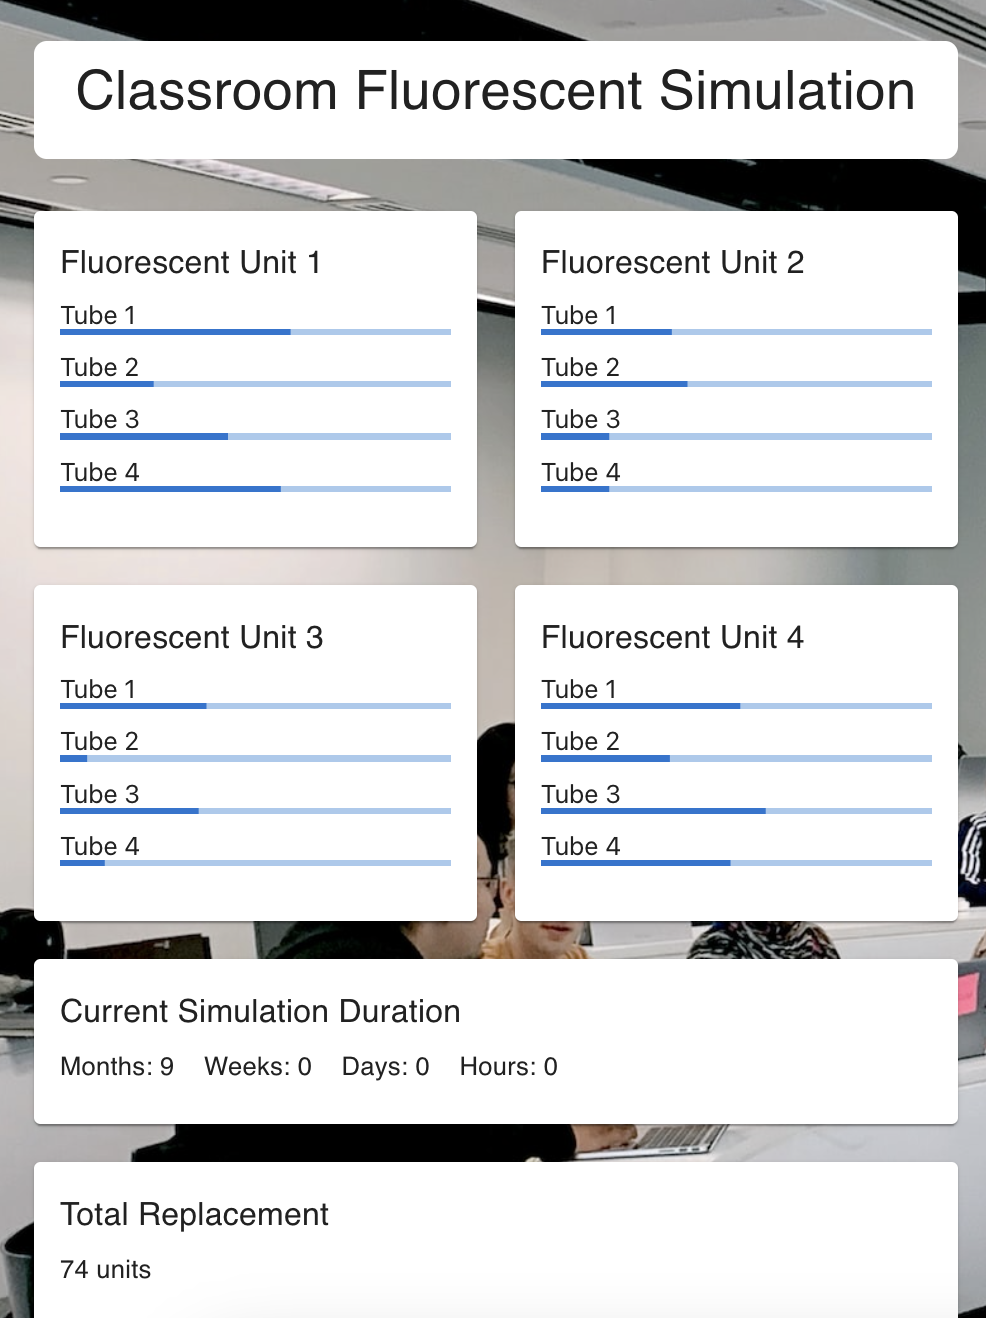 Classroom Fluorescent Simulation
Fluorescent Unit 1
Tube 1
Tube 2
Tube 3
Tube 4
Fluorescent Unit 2
Tube 1
Tube 2
Tube 3
Tube 4
Fluorescent Unit 3
Tube 1
Tube 2
Tube 3
Tube 4
Fluorescent Unit 4
Tube 1
Tube 2
Tube 3
Tube 4
Current Simulation Duration
Months: 9 Weeks: 0 Days: 0 Hours: 0
Total Replacement
74 units